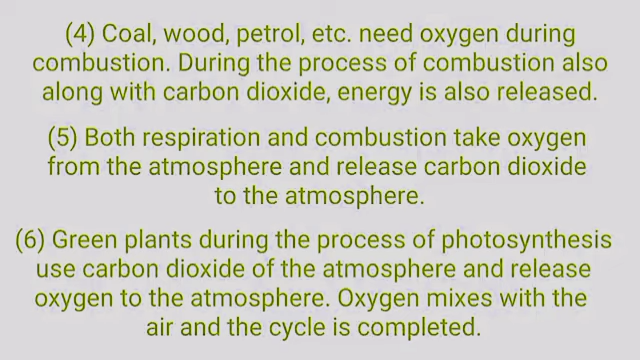 (4) Coal, wood, petrol, etc. need oxygen during
combustion. During the process of combustion also
along with carbon dioxide, energy is also released.
(5) Both respiration and combustion take oxygen
from the atmosphere and release carbon dioxide
to the atmosphere.
(6) Green plants during the process of photosynthesis
use carbon dioxide of the atmosphere and release
oxygen to the atmosphere. Oxygen mixes with the
air and the cycle is completed.